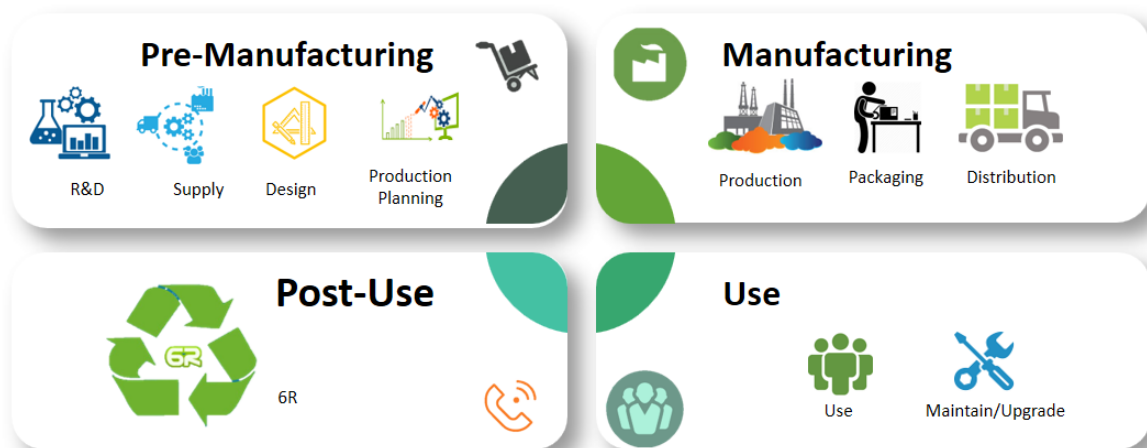 Pre-Manufacturing
R&D
Supply
Design
Production
Planning
Manufacturing
Production
Packaging
Distribution
Post-Use
6R
6R
Use
Use
Maintain/Upgrade